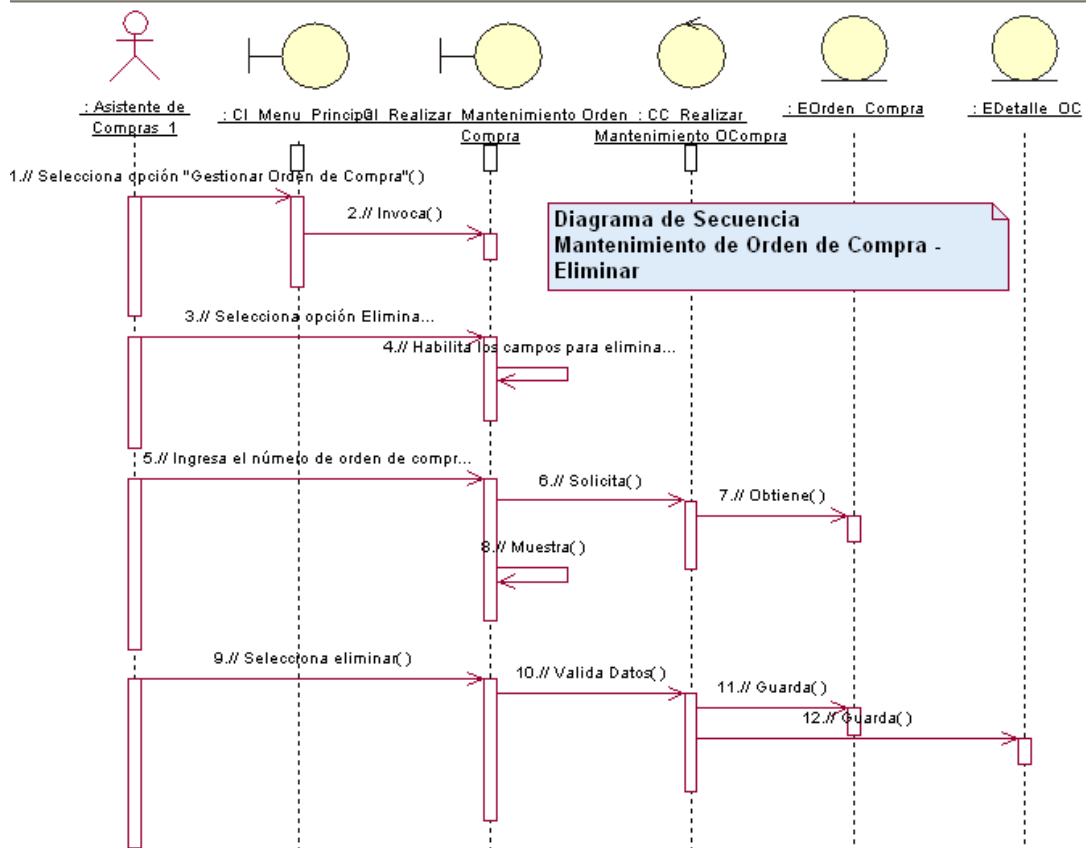 : Asistente de
Compras_1
: CI_Menu_Princip
CI_Realizar_Mantenimiento Orden
Compra
: CC_Realizar
Mantenimiento OCompra
: EOrden_Compra
: EDetalle_OC
1.// Selecciona opción "Gestionar Orden de Compra"( )
2.// Invoca( )
Diagrama de Secuencia
Mantenimiento de Orden de Compra -
Eliminar
3.// Selecciona opción Elimina...
4.// Habilita los campos para elimina...
5.// Ingresa el número de orden de compr...
6.// Solicita( )
7.// Obtiene( )
8.// Muestra( )
9.// Selecciona eliminar( )
10.// Valida Datos( )
11.// Guarda( )
12.// Guarda( )